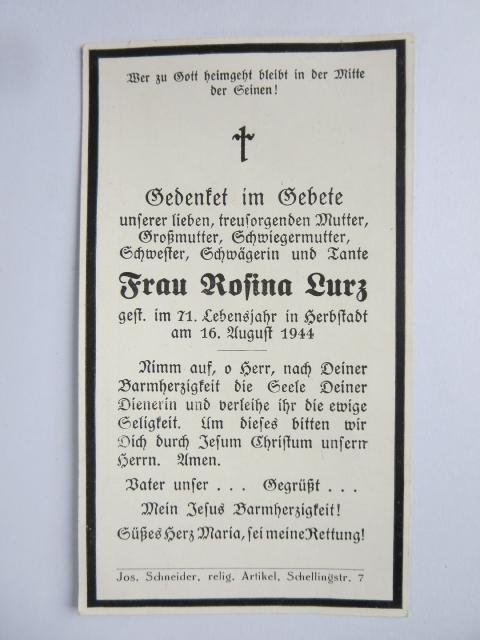 Wer zu Gott heimgeht bleibt in der Mitte
der Seinen!
Gedenket im Gebete
unserer lieben, treusorgenden Mutter,
Großmutter, Schwiegermutter,
Schwester, Schwägerin und Tante
Frau Rosina Lurz
gest. im 71. Lebensjahr in Herbstadt
am 16. August 1944
Nimm auf, o Herr, nach Deiner
Barmherzigkeit die Seele Deiner
Dienerin und verleihe ihr die ewige
Seligkeit. Um dieses bitten wir
Dich durch Jesum Christum unsern
Herrn. Amen.
Vater unser . . . Gegrüßt . . .
Mein Jesus Barmherzigkeit!
Süßes Herz Maria, sei meine Rettung!
Jos. Schneider, relig. Artikel, Schellingstr. 7